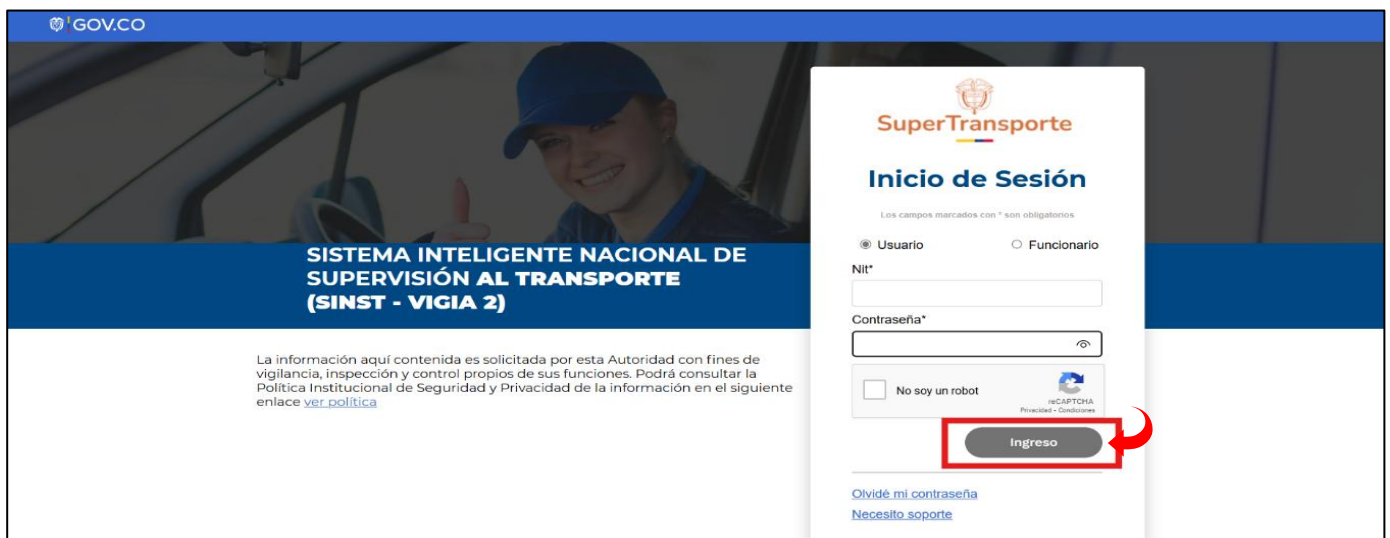 GOV.CO
SuperTransporte
Inicio de Sesión
Los campos marcados con * son obligatorios
Usuario
Funcionario
Nit*
Contraseña*
No soy un robot
reCAPTCHA
Privacidad - Condiciones
Ingreso
Olvidé mi contraseña
Necesito soporte
SISTEMA INTELIGENTE NACIONAL DE
SUPERVISIÓN AL TRANSPORTE
(SINST - VIGIA 2)
La información aquí contenida es solicitada por esta Autoridad con fines de
vigilancia, inspección y control propios de sus funciones. Podrá consultar la
Política Institucional de Seguridad y Privacidad de la información en el siguiente
enlace ver política